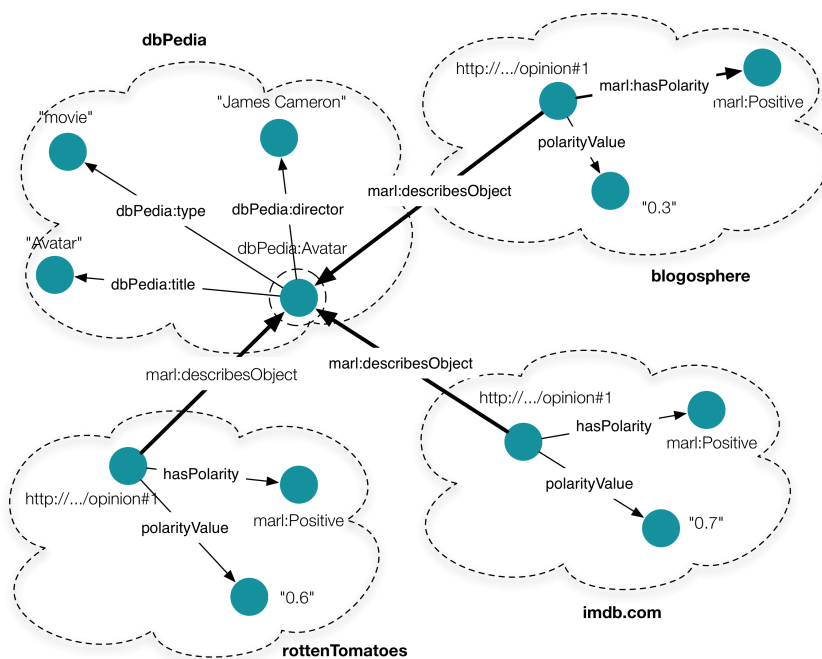 dbPedia
"movie"
"James Cameron"
dbPedia:type
dbPedia:director
"Avatar"
dbPedia:Avatar
dbPedia:title
http://.../opinion#1
marl:hasPolarity
marl:Positive
polarityValue
"0.3"
marl:describesObject
blogosphere
marl:describesObject
marl:describesObject
http://.../opinion#1
hasPolarity
marl:Positive
polarityValue
"0.7"
imdb.com
hasPolarity
http://.../opinion#1
marl:Positive
polarityValue
"0.6"
rottenTomatoes